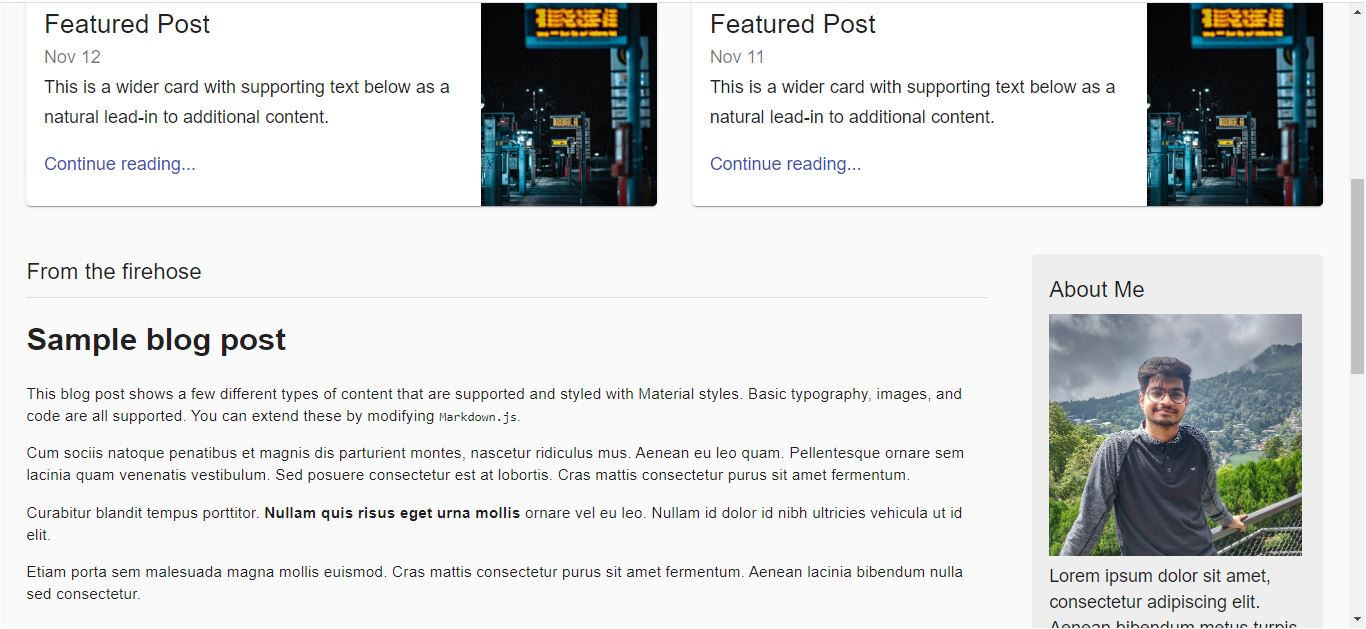 Featured Post
Nov 12
This is a wider card with supporting text below as a
natural lead-in to additional content.
Continue reading...
Featured Post
Nov 11
This is a wider card with supporting text below as a
natural lead-in to additional content.
Continue reading...
From the firehose
Sample blog post
This blog post shows a few different types of content that are supported and styled with Material styles. Basic typography, images, and
code are all supported. You can extend these by modifying Markdown.js.
Cum sociis natoque penatibus et magnis dis parturient montes, nascetur ridiculus mus. Aenean eu leo quam. Pellentesque ornare sem
lacinia quam venenatis vestibulum. Sed posuere consectetur est at lobortis. Cras mattis consectetur purus sit amet fermentum.
Curabitur blandit tempus porttitor. Nullam quis risus eget urna mollis ornare vel eu leo. Nullam id dolor id nibh ultricies vehicula ut id
elit.
Etiam porta sem malesuada magna mollis euismod. Cras mattis consectetur purus sit amet fermentum. Aenean lacinia bibendum nulla
sed consectetur.
About Me
Lorem ipsum dolor sit amet,
consectetur adipiscing elit.
Aenean bibendum metus turpis